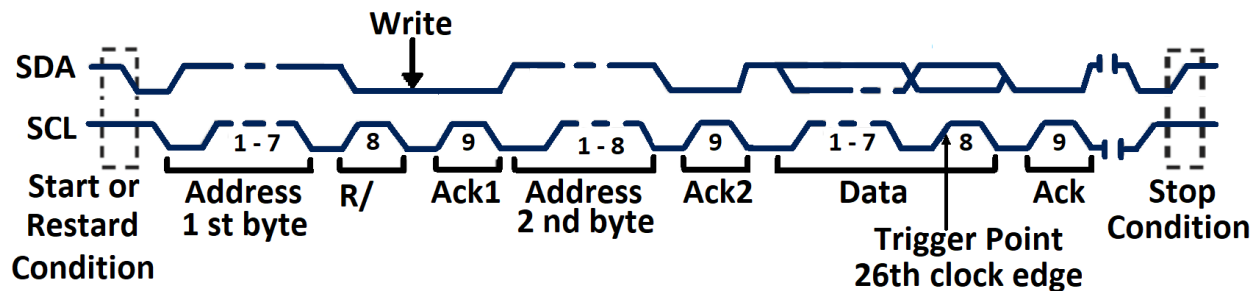 Write
SDA
SCL
1 - 7
8
9
1 - 8
9
1 - 7
8
9
Start or
Restard
Condition
Address
1 st byte
R/
Ack1
Address
2 nd byte
Ack2
Data
Trigger Point
26th clock edge
Ack
Stop
Condition